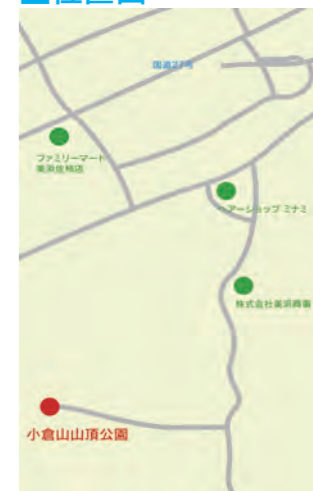 国道27号
ファミリーマート
美浜佐柿店
ヘアーショップ ミナミ
株式会社美浜商事
小倉山山頂公園